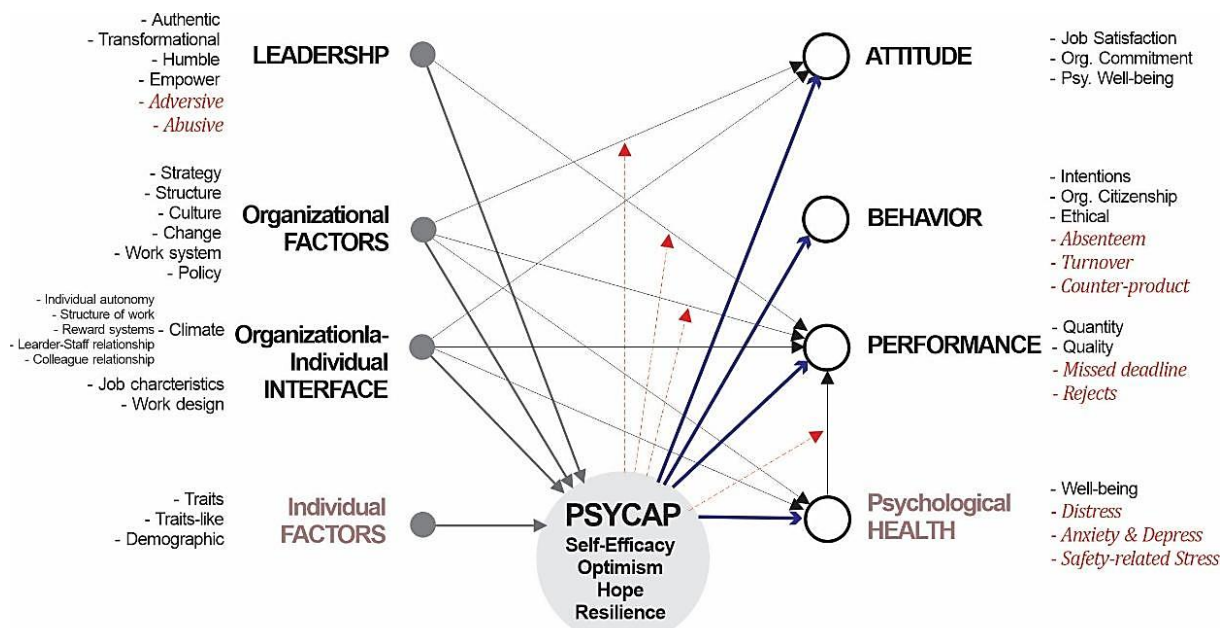 - Authentic
- Transformational
- Humble
- Empower
- Adversive
- Abusive
LEADERSHP
- Strategy
- Structure
- Culture
- Change
- Work system
- Policy
Organizational
FACTORS
- Individual autonomy
- Structure of work
- Reward systems
- Learder-Staff relationship
- Colleague relationship
- Climate
- Job charcteristics
- Work design
Organizationla-
Individual
INTERFACE
- Traits
- Traits-like
- Demographic
Individual
FACTORS
PSYCAP
Self-Efficacy
Optimism
Hope
Resilience
ATTITUDE
- Job Satisfaction
- Org. Commitment
- Psy. Well-being
BEHAVIOR
- Intentions
- Org. Citizenship
- Ethical
- Absenteem
- Turnover
- Counter-product
PERFORMANCE
- Quantity
- Quality
- Missed deadline
- Rejects
Psychological
HEALTH
- Well-being
- Distress
- Anxiety & Depress
- Safety-related Stress